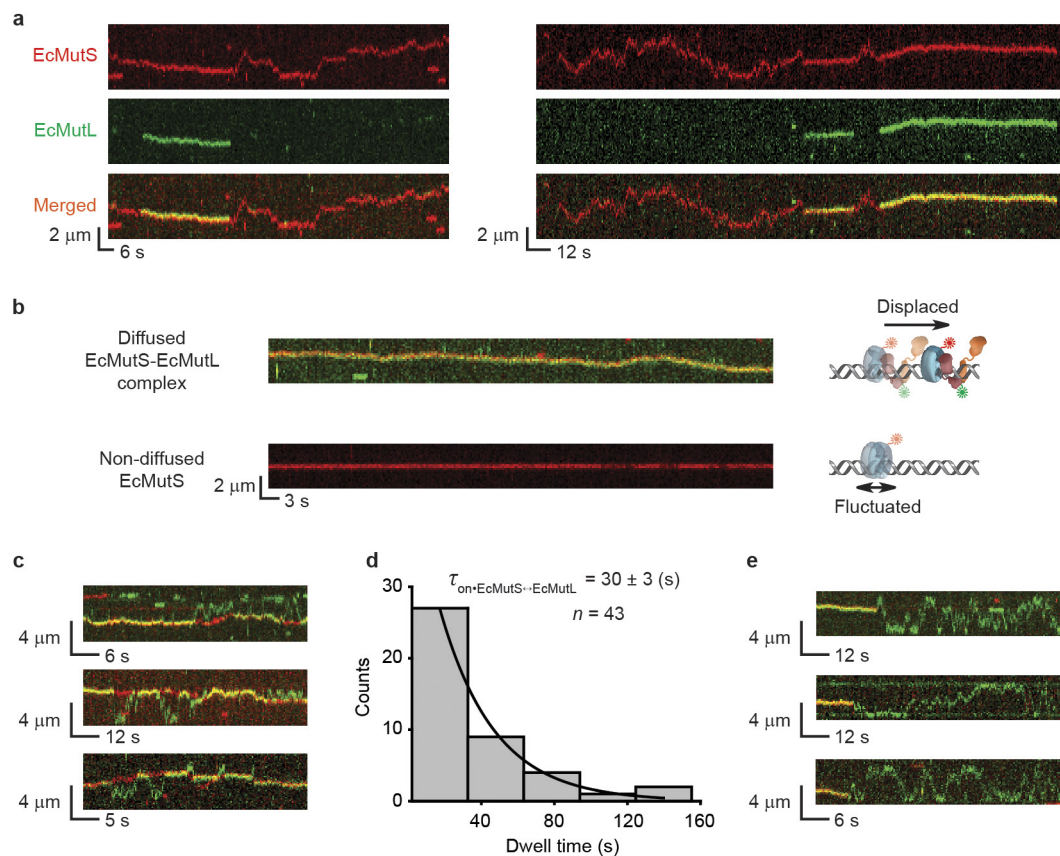 a
EcMutS
EcMutL
Merged
2 μm
6 s
2 μm
12 s
b
Diffused
EcMutS-EcMutL
complex
Displaced
Non-diffused
EcMutS
2 μm
3 s
Fluctuated
c
4 μm
6 s
4 μm
12 s
4 μm
5 s
d
τon•EcMutS↔EcMutL = 30 ± 3 (s)
n = 43
30
20
10
0
Counts
40
80
120
160
Dwell time (s)
e
4 μm
12 s
4 μm
12 s
4 μm
6 s